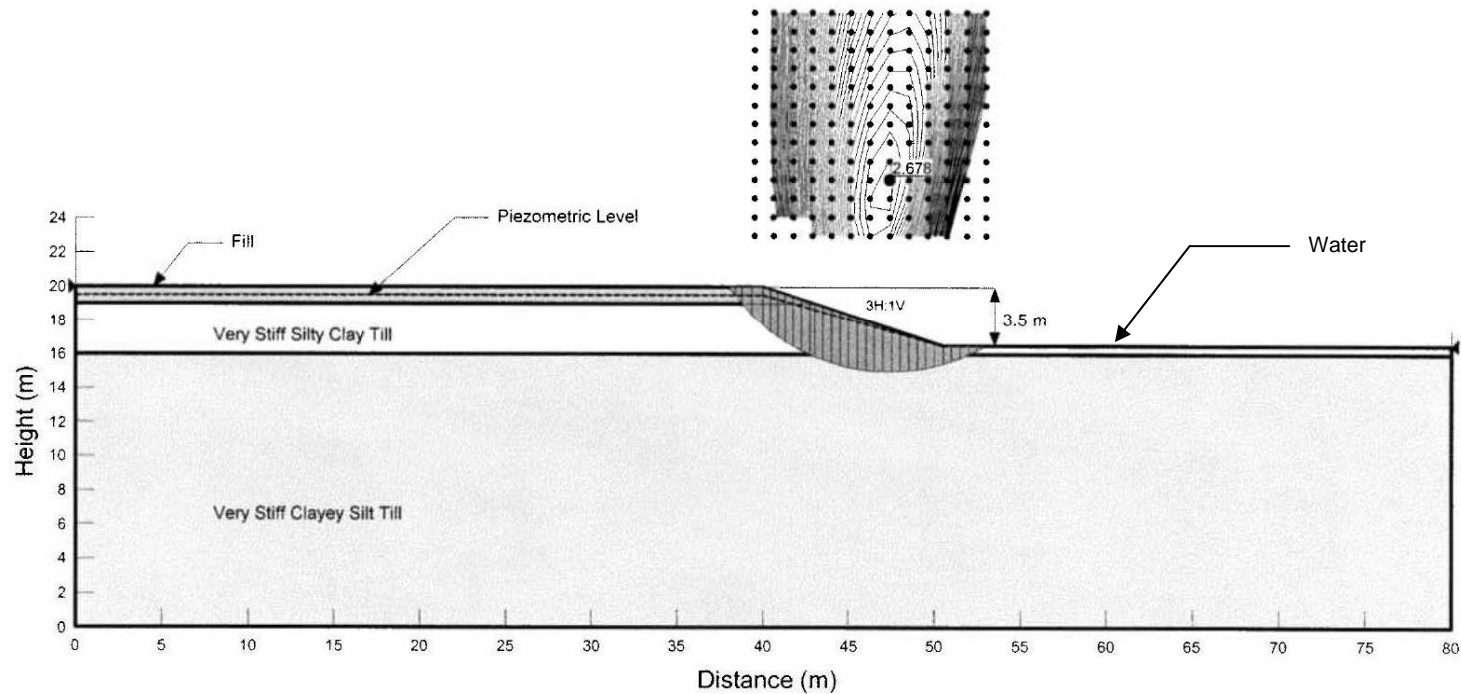 2.678
Piezometric Level
Fill
Water
3H:1V
3.5 m
Very Stiff Silty Clay Till
Very Stiff Clayey Silt Till
Height (m)
24
22
20
18
16
14
12
10
8
6
4
2
0
0 5 10 15 20 25 30 35 40 45 50 55 60 65 70 75 80
Distance (m)